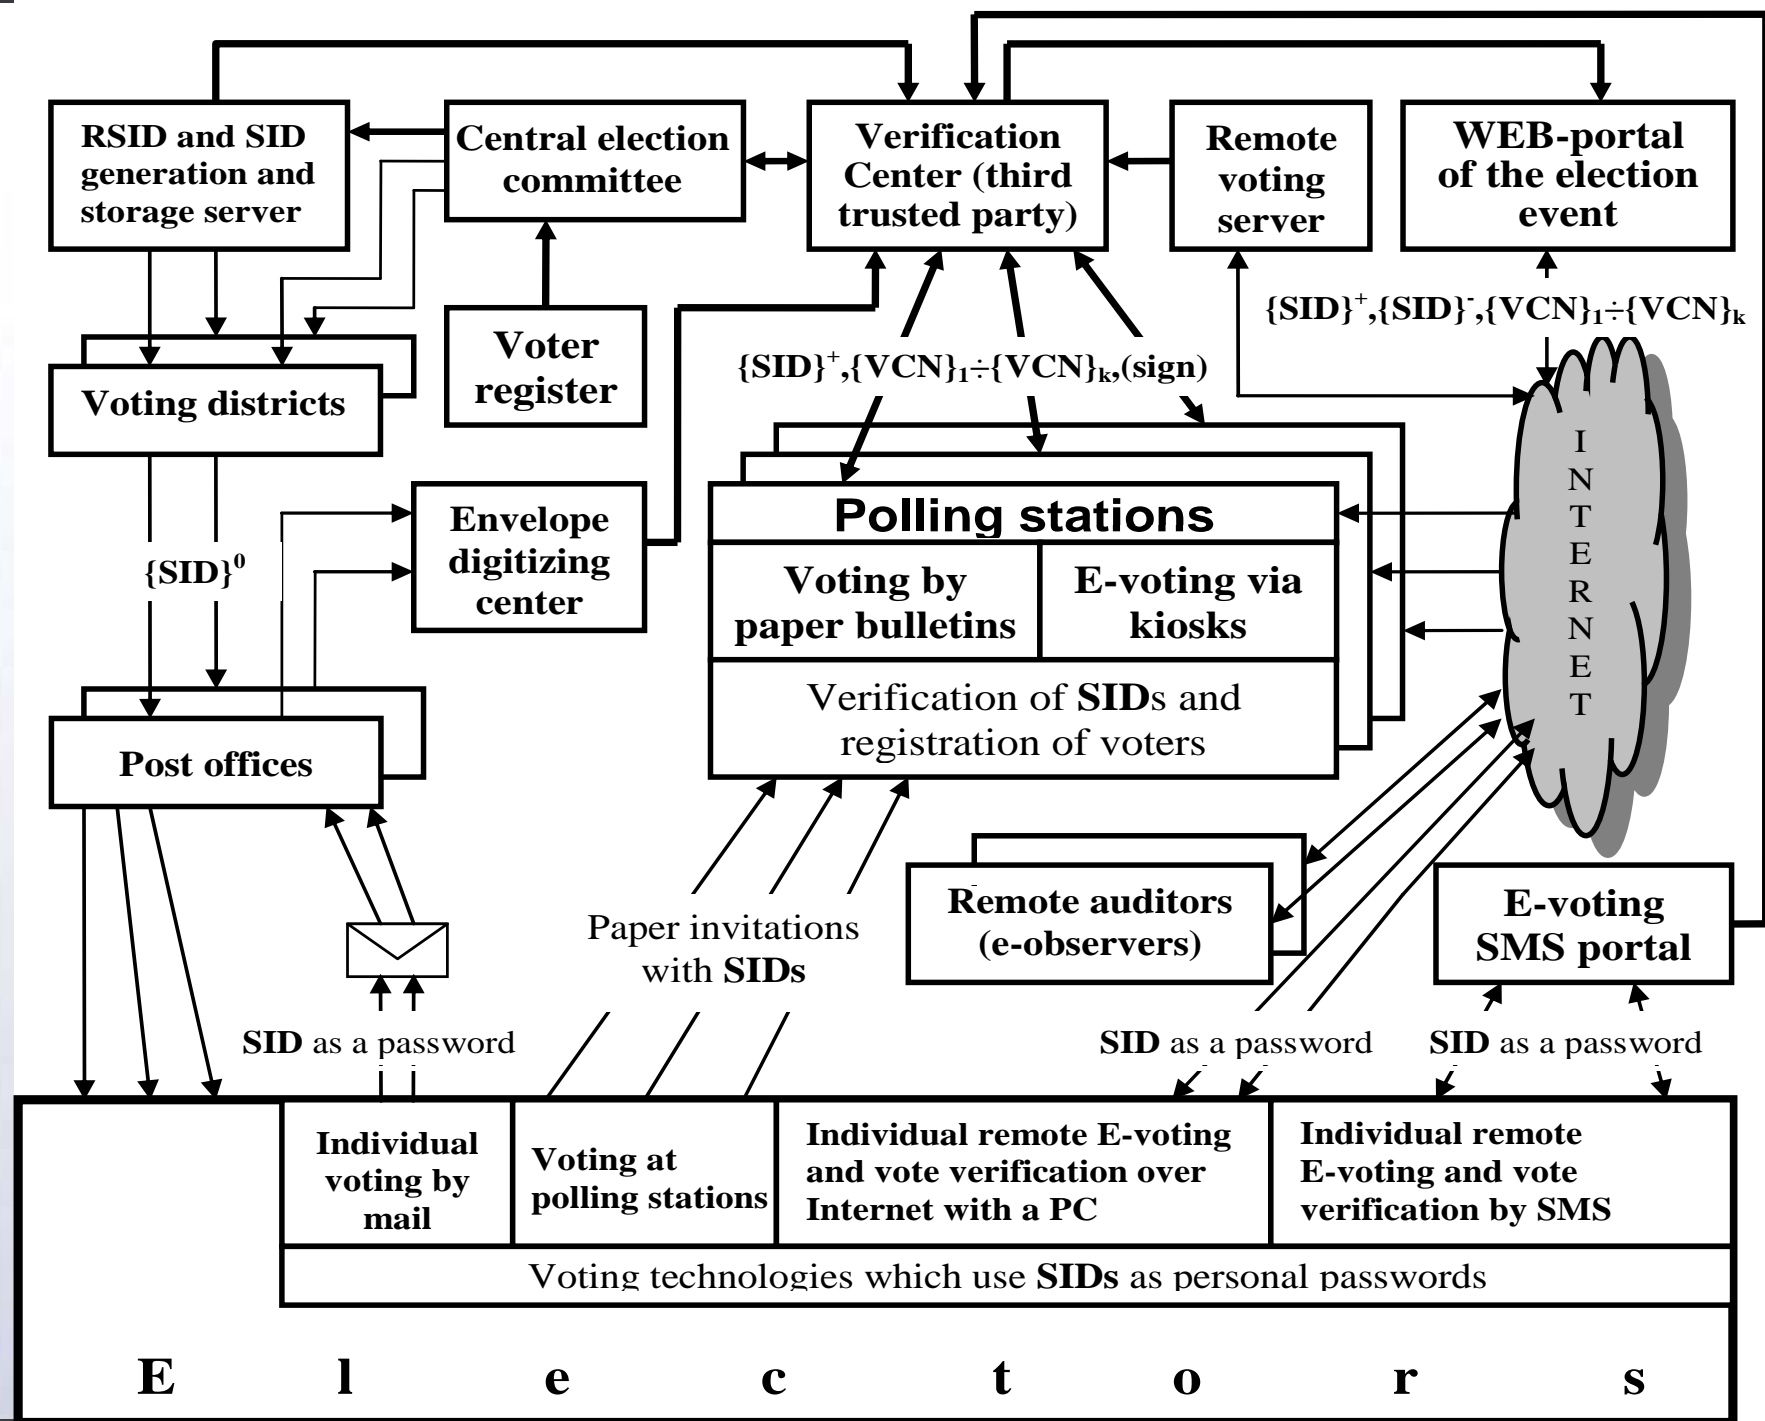 RSID and SID
generation and
storage server
Central election
committee
Verification
Center (third
trusted party)
Remote
voting
server
WEB-portal
of the election
event
{SID}⁺,{SID}⁻,{VCN}₁÷{VCN}ₖ
Voter
register
{SID}⁺,{VCN}₁÷{VCN}ₖ,(sign)
Voting districts
INTERNET
Envelope
digitizing
center
Polling stations
Voting by
paper bulletins
E-voting via
kiosks
{SID}⁰
Verification of SIDs and
registration of voters
Post offices
Remote auditors
(e-observers)
E-voting
SMS portal
Paper invitations
with SIDs
SID as a password
SID as a password
SID as a password
Individual
voting by
mail
Voting at
polling stations
Individual remote E-voting
and vote verification over
Internet with a PC
Individual remote
E-voting and vote
verification by SMS
Voting technologies which use SIDs as personal passwords
E l e c t o r s